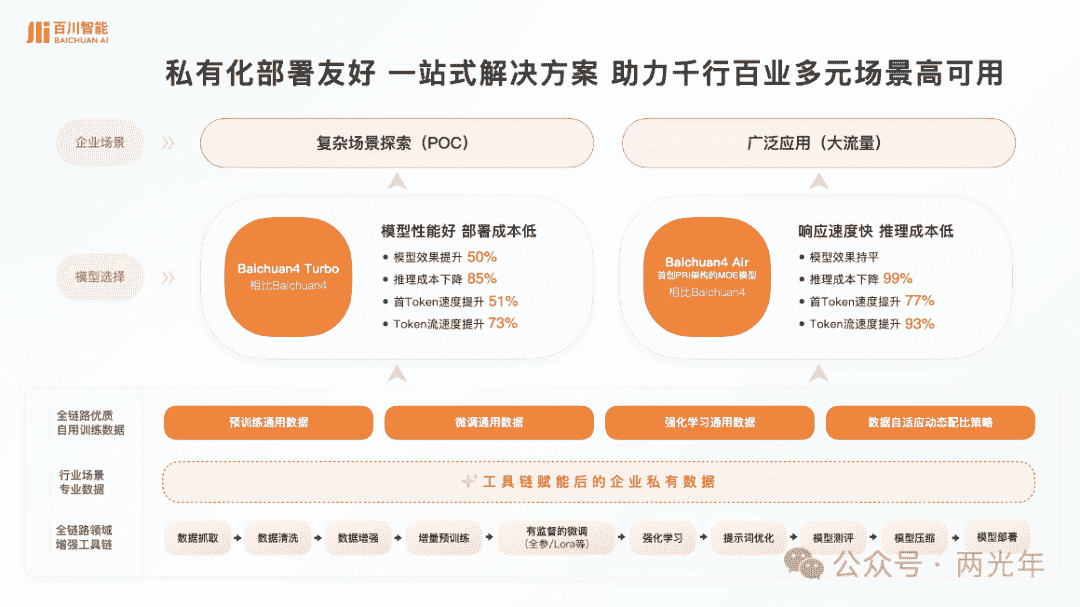 百川智能
BAICHUAN AI
私有化部署友好 一站式解决方案 助力千行百业多元场景高可用
企业场景
复杂场景探索（POC）
广泛应用（大流量）
模型选择
Baichuan4 Turbo
相比Baichuan4
模型性能好 部署成本低
模型效果提升 50%
推理成本下降 85%
首Token速度提升 51%
Token流速度提升 73%
Baichuan4 Air
首创PRI架构的MOE模型
相比Baichuan4
响应速度快 推理成本低
模型效果持平
推理成本下降 99%
首Token速度提升 77%
Token流速度提升 93%
全链路优质
自用训练数据
预训练通用数据
微调通用数据
强化学习通用数据
数据自适应动态配比策略
行业场景
专业数据
工具链赋能后的企业私有数据
全链路领域
增强工具链
数据抓取
数据清洗
数据增强
增量预训练
有监督的微调
（全参/Lora等）
强化学习
提示词优化
模型测评
模型压缩
模型部署
公众号 · 两光年